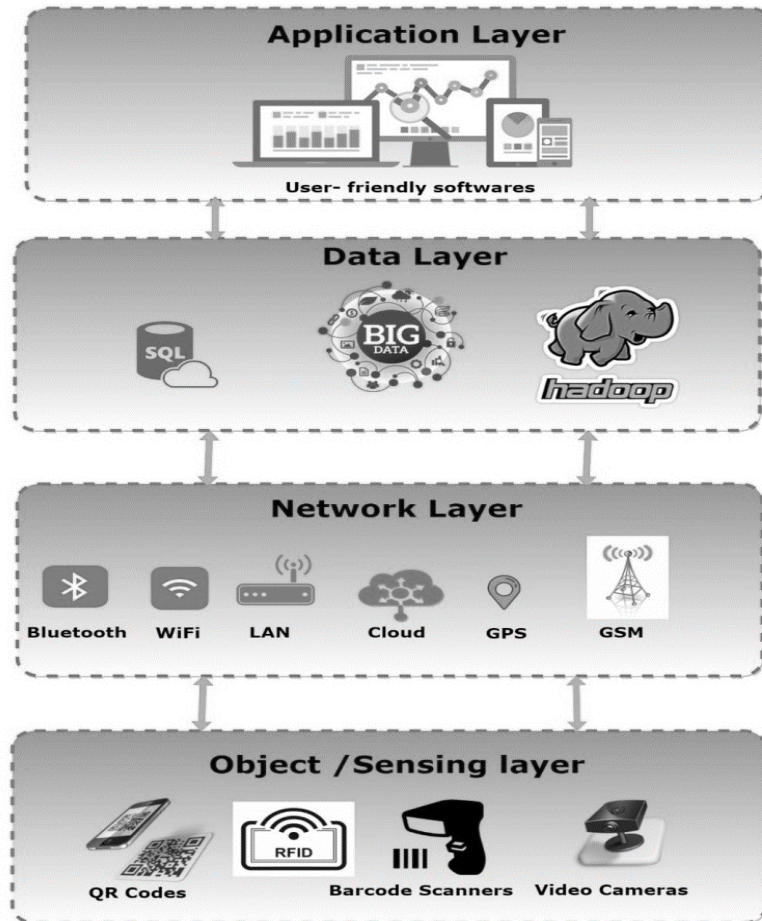 Application Layer
User- friendly softwares
Data Layer
SQL
BIG
DATA
hadoop
Network Layer
Bluetooth WiFi LAN Cloud GPS GSM
Object /Sensing layer
RFID
QR Codes Barcode Scanners Video Cameras